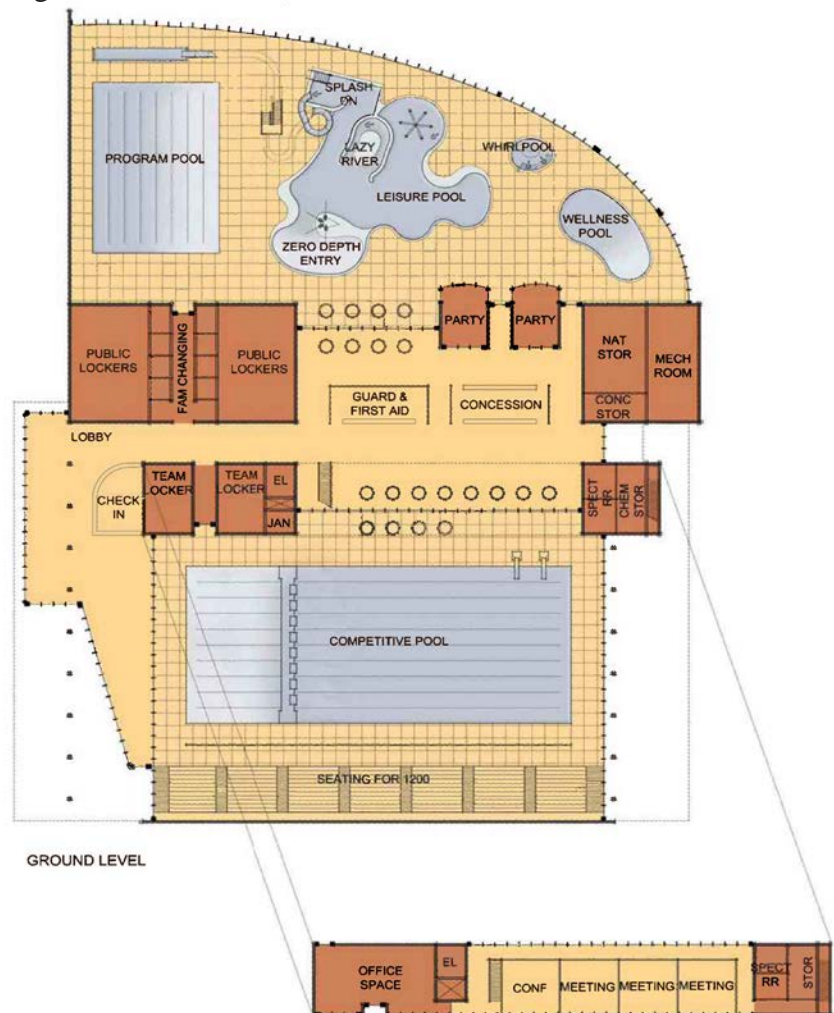 SPLASH
DN
PROGRAM POOL
LAZY
RIVER
WHIRLPOOL
LEISURE POOL
WELLNESS
POOL
ZERO DEPTH
ENTRY
PARTY
PARTY
PUBLIC
LOCKERS
FAM CHANGING
PUBLIC
LOCKERS
NAT
STOR
MECH
ROOM
GUARD &
FIRST AID
CONCESSION
CONC
STOR
LOBBY
CHECK
IN
TEAM
LOCKER
TEAM
LOCKER
EL
JAN
SPECT
RR
CHEM
STOR
COMPETITIVE POOL
SEATING FOR 1200
GROUND LEVEL
OFFICE
SPACE
EL
CONF
MEETING
MEETING
MEETING
SPECT
RR
STOR